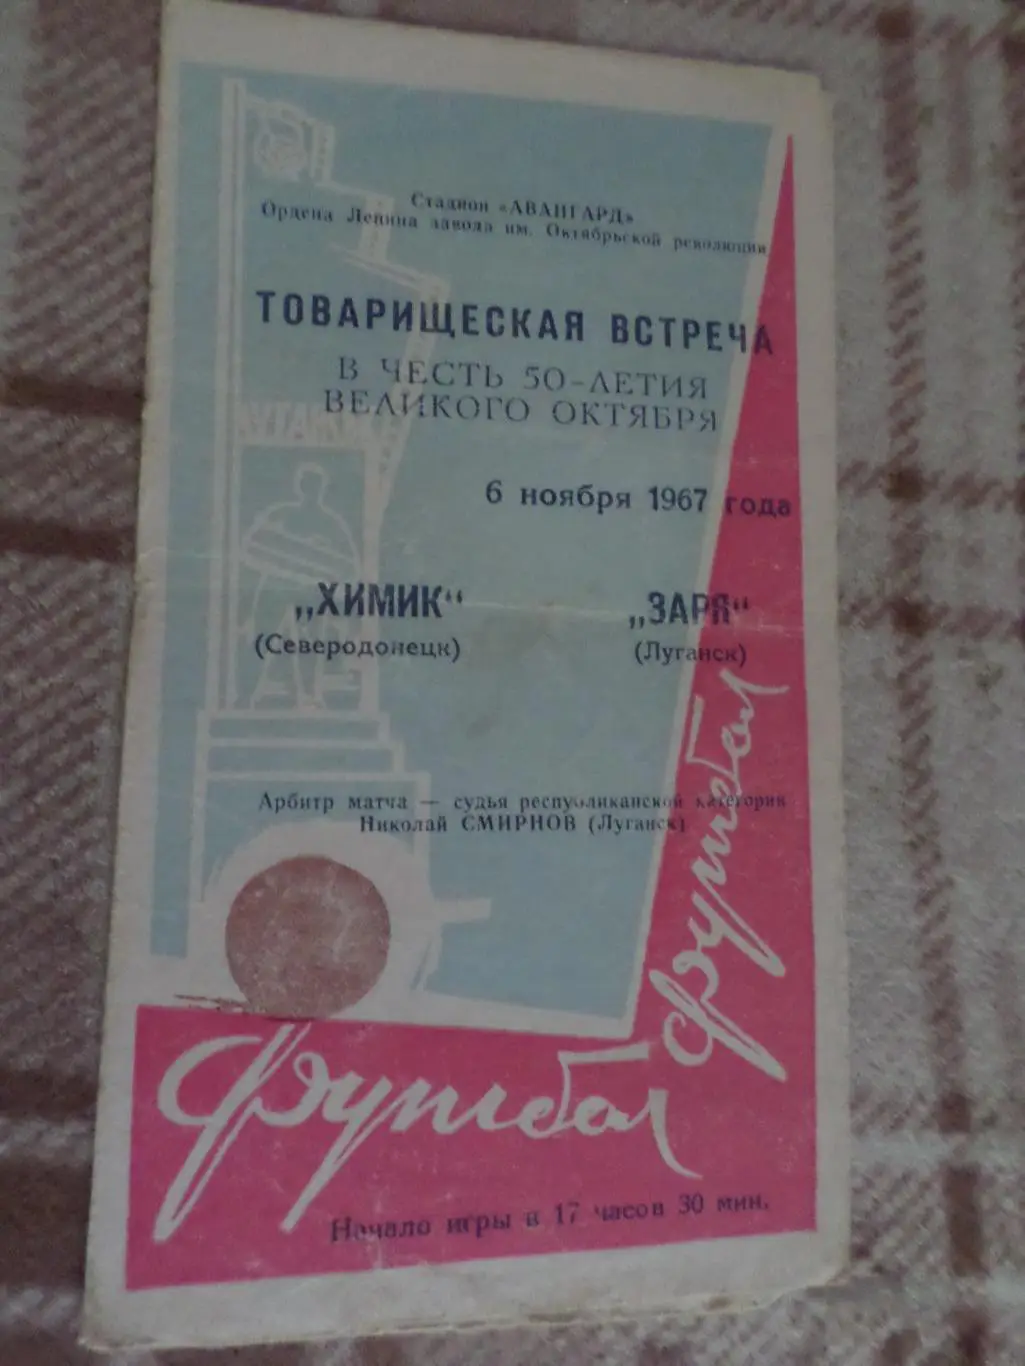 Стадион «АВАНГАРД»
Ордена Ленина завода им. Октябрьской революции
ТОВАРИЩЕСКАЯ ВСТРЕЧА
В ЧЕСТЬ 50-ЛЕТИЯ
ВЕЛИКОГО ОКТЯБРЯ
6 ноября 1967 года
„ХИМИК“ „ЗАРЯ“
(Северодонецк) (Луганск)
Арбитр матча — судья республиканской категории
Николай СМИРНОВ (Луганск)
Футбол
Футбол
Начало игры в 17 часов 30 мин.